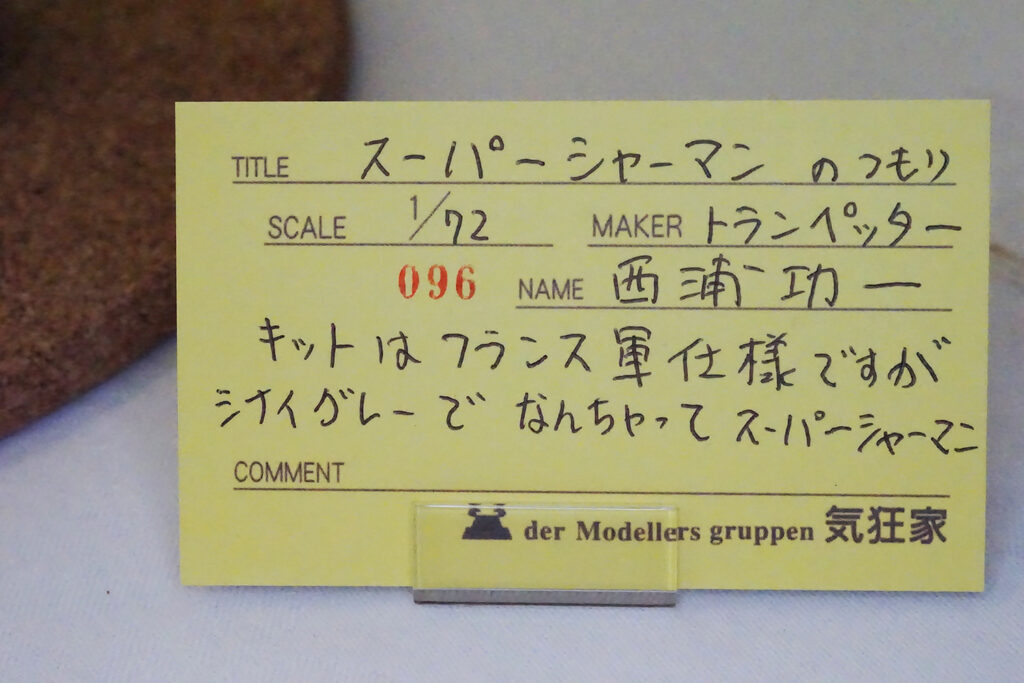 TITLE スーパーシャーマン のつもり
SCALE 1/72 MAKER トランペッター
096 NAME 西浦 功一
キットは フランス軍仕様ですが
シナイグレーで なんちゃって スーパーシャーマン
COMMENT
der Modellers gruppen 気狂家